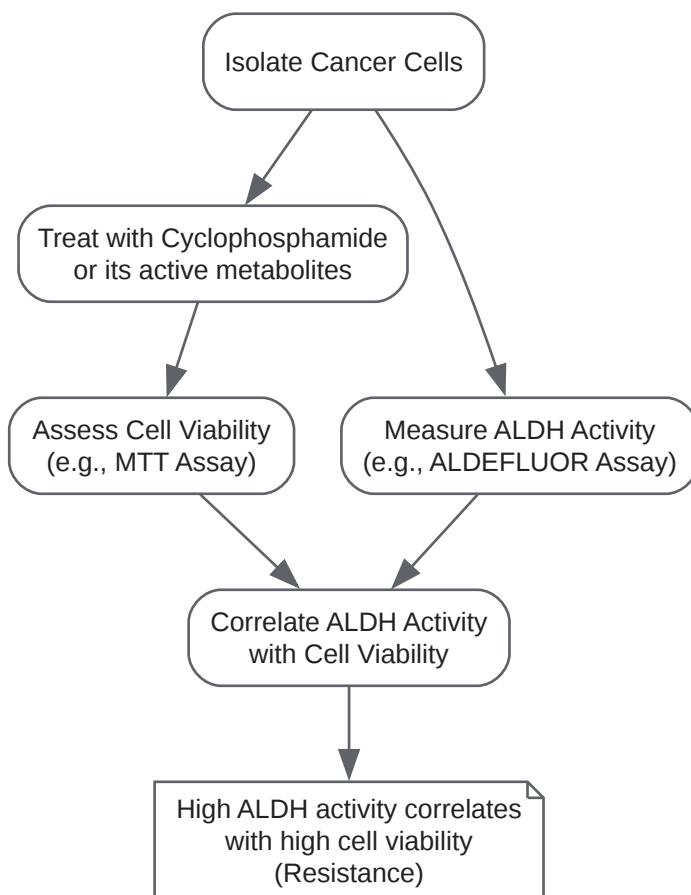 Isolate Cancer Cells
Treat with Cyclophosphamide
or its active metabolites
Assess Cell Viability
(e.g., MTT Assay)
Measure ALDH Activity
(e.g., ALDEFLUOR Assay)
Correlate ALDH Activity
with Cell Viability
High ALDH activity correlates
with high cell viability
(Resistance)